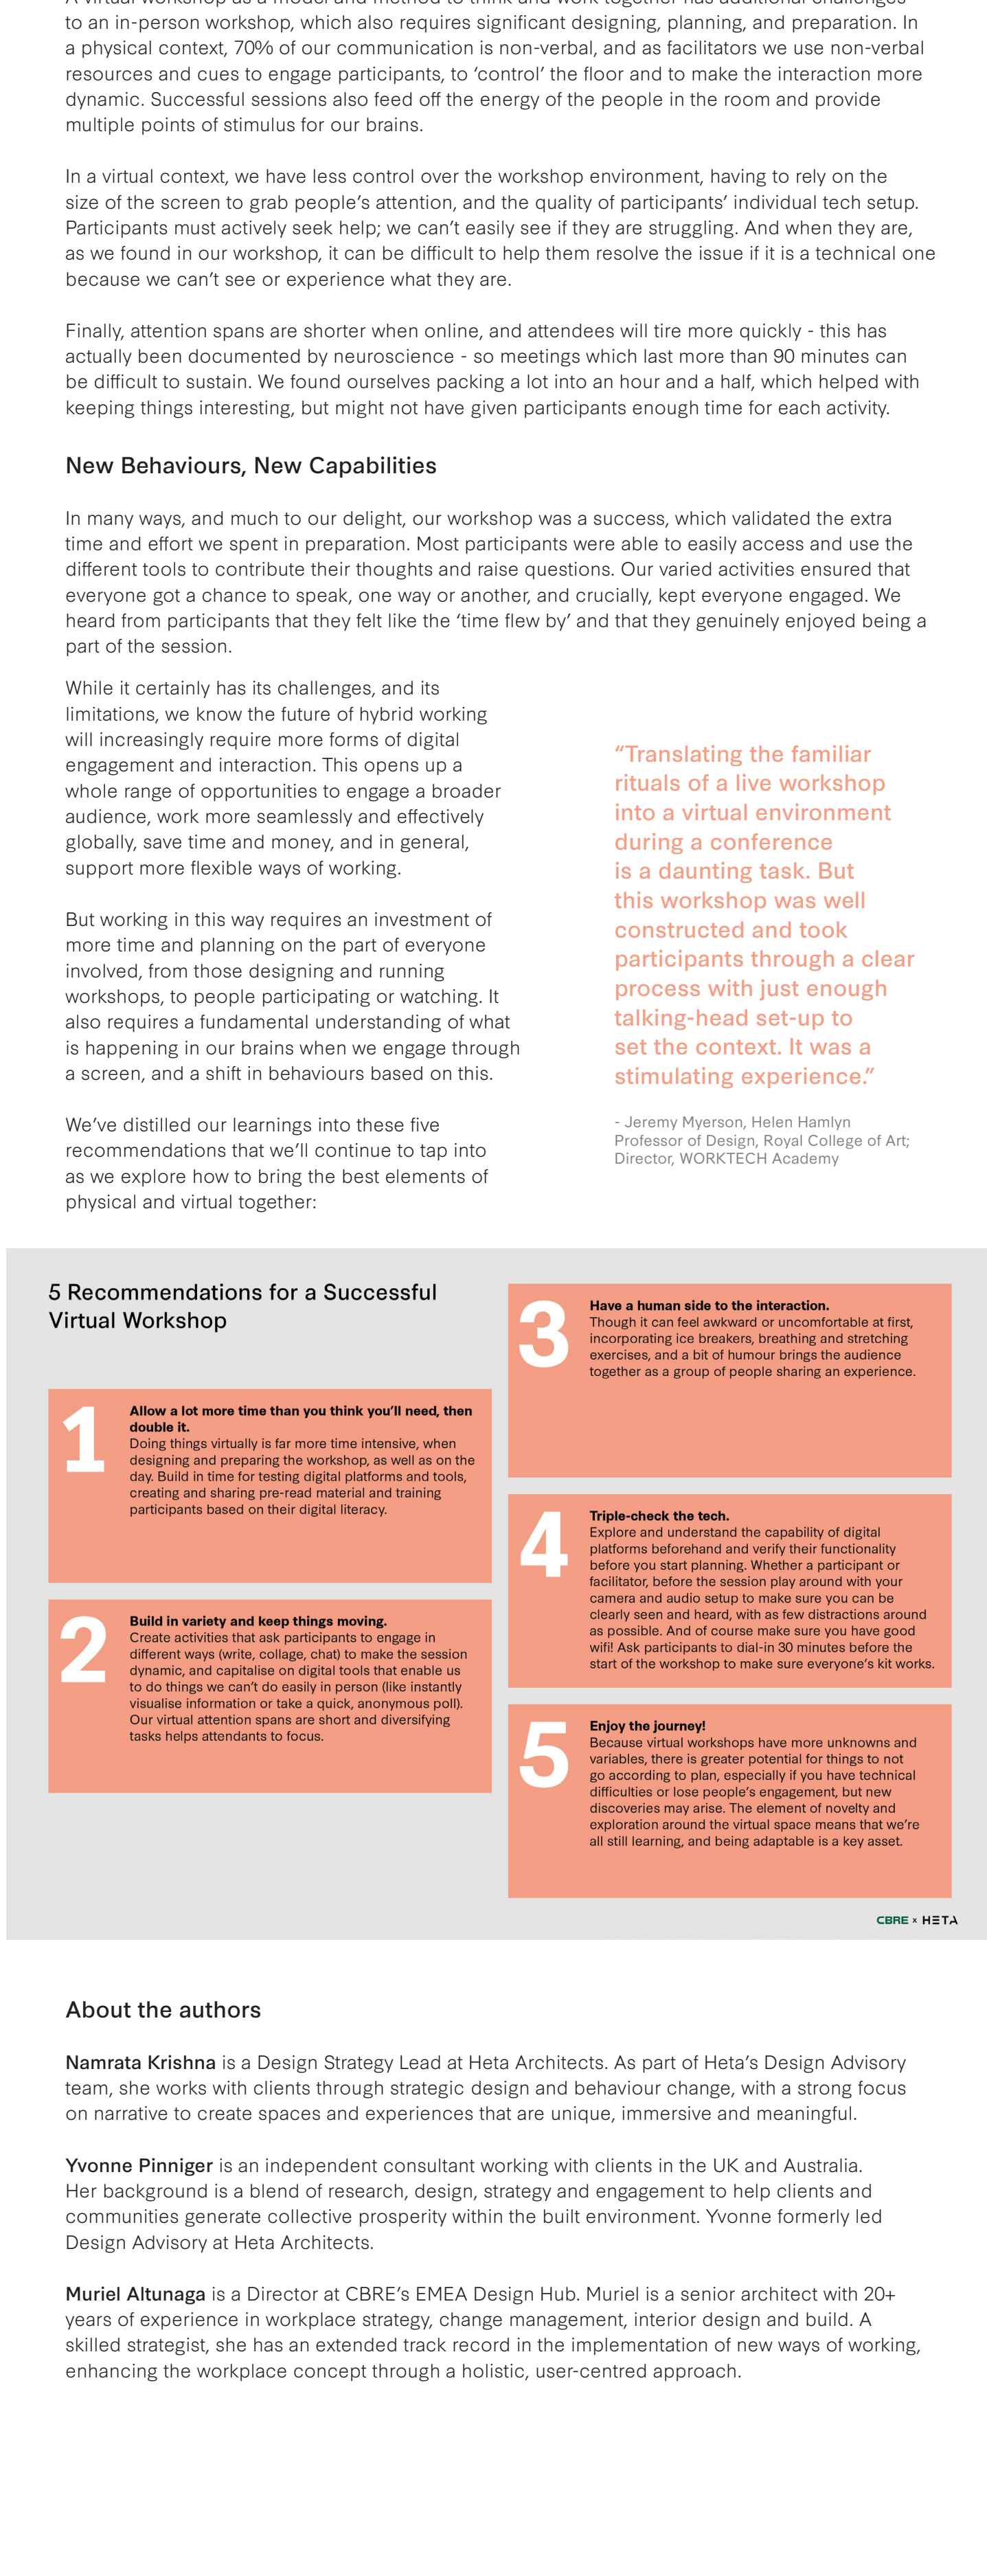 A virtual workshop as a model and method to think and work together has additional challenges
to an in-person workshop, which also requires significant designing, planning, and preparation. In
a physical context, 70% of our communication is non-verbal, and as facilitators we use non-verbal
resources and cues to engage participants, to ‘control’ the floor and to make the interaction more
dynamic. Successful sessions also feed off the energy of the people in the room and provide
multiple points of stimulus for our brains.
In a virtual context, we have less control over the workshop environment, having to rely on the
size of the screen to grab people’s attention, and the quality of participants’ individual tech setup.
Participants must actively seek help; we can’t easily see if they are struggling. And when they are,
as we found in our workshop, it can be difficult to help them resolve the issue if it is a technical one
because we can’t see or experience what they are.
Finally, attention spans are shorter when online, and attendees will tire more quickly - this has
actually been documented by neuroscience - so meetings which last more than 90 minutes can
be difficult to sustain. We found ourselves packing a lot into an hour and a half, which helped with
keeping things interesting, but might not have given participants enough time for each activity.
New Behaviours, New Capabilities
In many ways, and much to our delight, our workshop was a success, which validated the extra
time and effort we spent in preparation. Most participants were able to easily access and use the
different tools to contribute their thoughts and raise questions. Our varied activities ensured that
everyone got a chance to speak, one way or another, and crucially, kept everyone engaged. We
heard from participants that they felt like the ‘time flew by’ and that they genuinely enjoyed being a
part of the session.
While it certainly has its challenges, and its
limitations, we know the future of hybrid working
will increasingly require more forms of digital
engagement and interaction. This opens up a
whole range of opportunities to engage a broader
audience, work more seamlessly and effectively
globally, save time and money, and in general,
support more flexible ways of working.
But working in this way requires an investment of
more time and planning on the part of everyone
involved, from those designing and running
workshops, to people participating or watching. It
also requires a fundamental understanding of what
is happening in our brains when we engage through
a screen, and a shift in behaviours based on this.
We’ve distilled our learnings into these five
recommendations that we’ll continue to tap into
as we explore how to bring the best elements of
physical and virtual together:
“Translating the familiar
rituals of a live workshop
into a virtual environment
during a conference
is a daunting task. But
this workshop was well
constructed and took
participants through a clear
process with just enough
talking-head set-up to
set the context. It was a
stimulating experience.”
- Jeremy Myerson, Helen Hamlyn
Professor of Design, Royal College of Art;
Director, WORKTECH Academy
5 Recommendations for a Successful
Virtual Workshop
1
Allow a lot more time than you think you’ll need, then
double it.
Doing things virtually is far more time intensive, when
designing and preparing the workshop, as well as on the
day. Build in time for testing digital platforms and tools,
creating and sharing pre-read material and training
participants based on their digital literacy.
2
Build in variety and keep things moving.
Create activities that ask participants to engage in
different ways (write, collage, chat) to make the session
dynamic, and capitalise on digital tools that enable us
to do things we can’t do easily in person (like instantly
visualise information or take a quick, anonymous poll).
Our virtual attention spans are short and diversifying
tasks helps attendants to focus.
3
Have a human side to the interaction.
Though it can feel awkward or uncomfortable at first,
incorporating ice breakers, breathing and stretching
exercises, and a bit of humour brings the audience
together as a group of people sharing an experience.
4
Triple-check the tech.
Explore and understand the capability of digital
platforms beforehand and verify their functionality
before you start planning. Whether a participant or
facilitator, before the session play around with your
camera and audio setup to make sure you can be
clearly seen and heard, with as few distractions around
as possible. And of course make sure you have good
wifi! Ask participants to dial-in 30 minutes before the
start of the workshop to make sure everyone’s kit works.
5
Enjoy the journey!
Because virtual workshops have more unknowns and
variables, there is greater potential for things to not
go according to plan, especially if you have technical
difficulties or lose people’s engagement, but new
discoveries may arise. The element of novelty and
exploration around the virtual space means that we’re
all still learning, and being adaptable is a key asset.
CBRE x HETA
About the authors
Namrata Krishna is a Design Strategy Lead at Heta Architects. As part of Heta’s Design Advisory
team, she works with clients through strategic design and behaviour change, with a strong focus
on narrative to create spaces and experiences that are unique, immersive and meaningful.
Yvonne Pinniger is an independent consultant working with clients in the UK and Australia.
Her background is a blend of research, design, strategy and engagement to help clients and
communities generate collective prosperity within the built environment. Yvonne formerly led
Design Advisory at Heta Architects.
Muriel Altunaga is a Director at CBRE’s EMEA Design Hub. Muriel is a senior architect with 20+
years of experience in workplace strategy, change management, interior design and build. A
skilled strategist, she has an extended track record in the implementation of new ways of working,
enhancing the workplace concept through a holistic, user-centred approach.